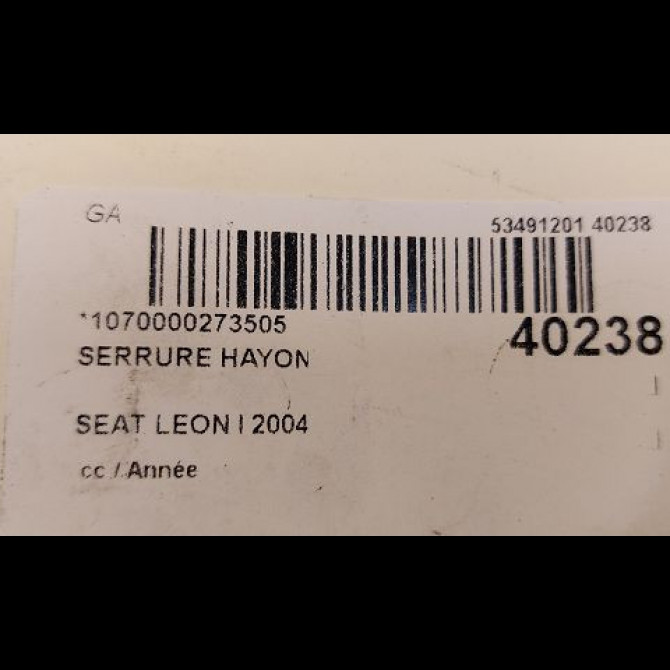 GA
53491201 40238
*1070000273505
40238
SERRURE HAYON
SEAT LEON I 2004
cc / Année